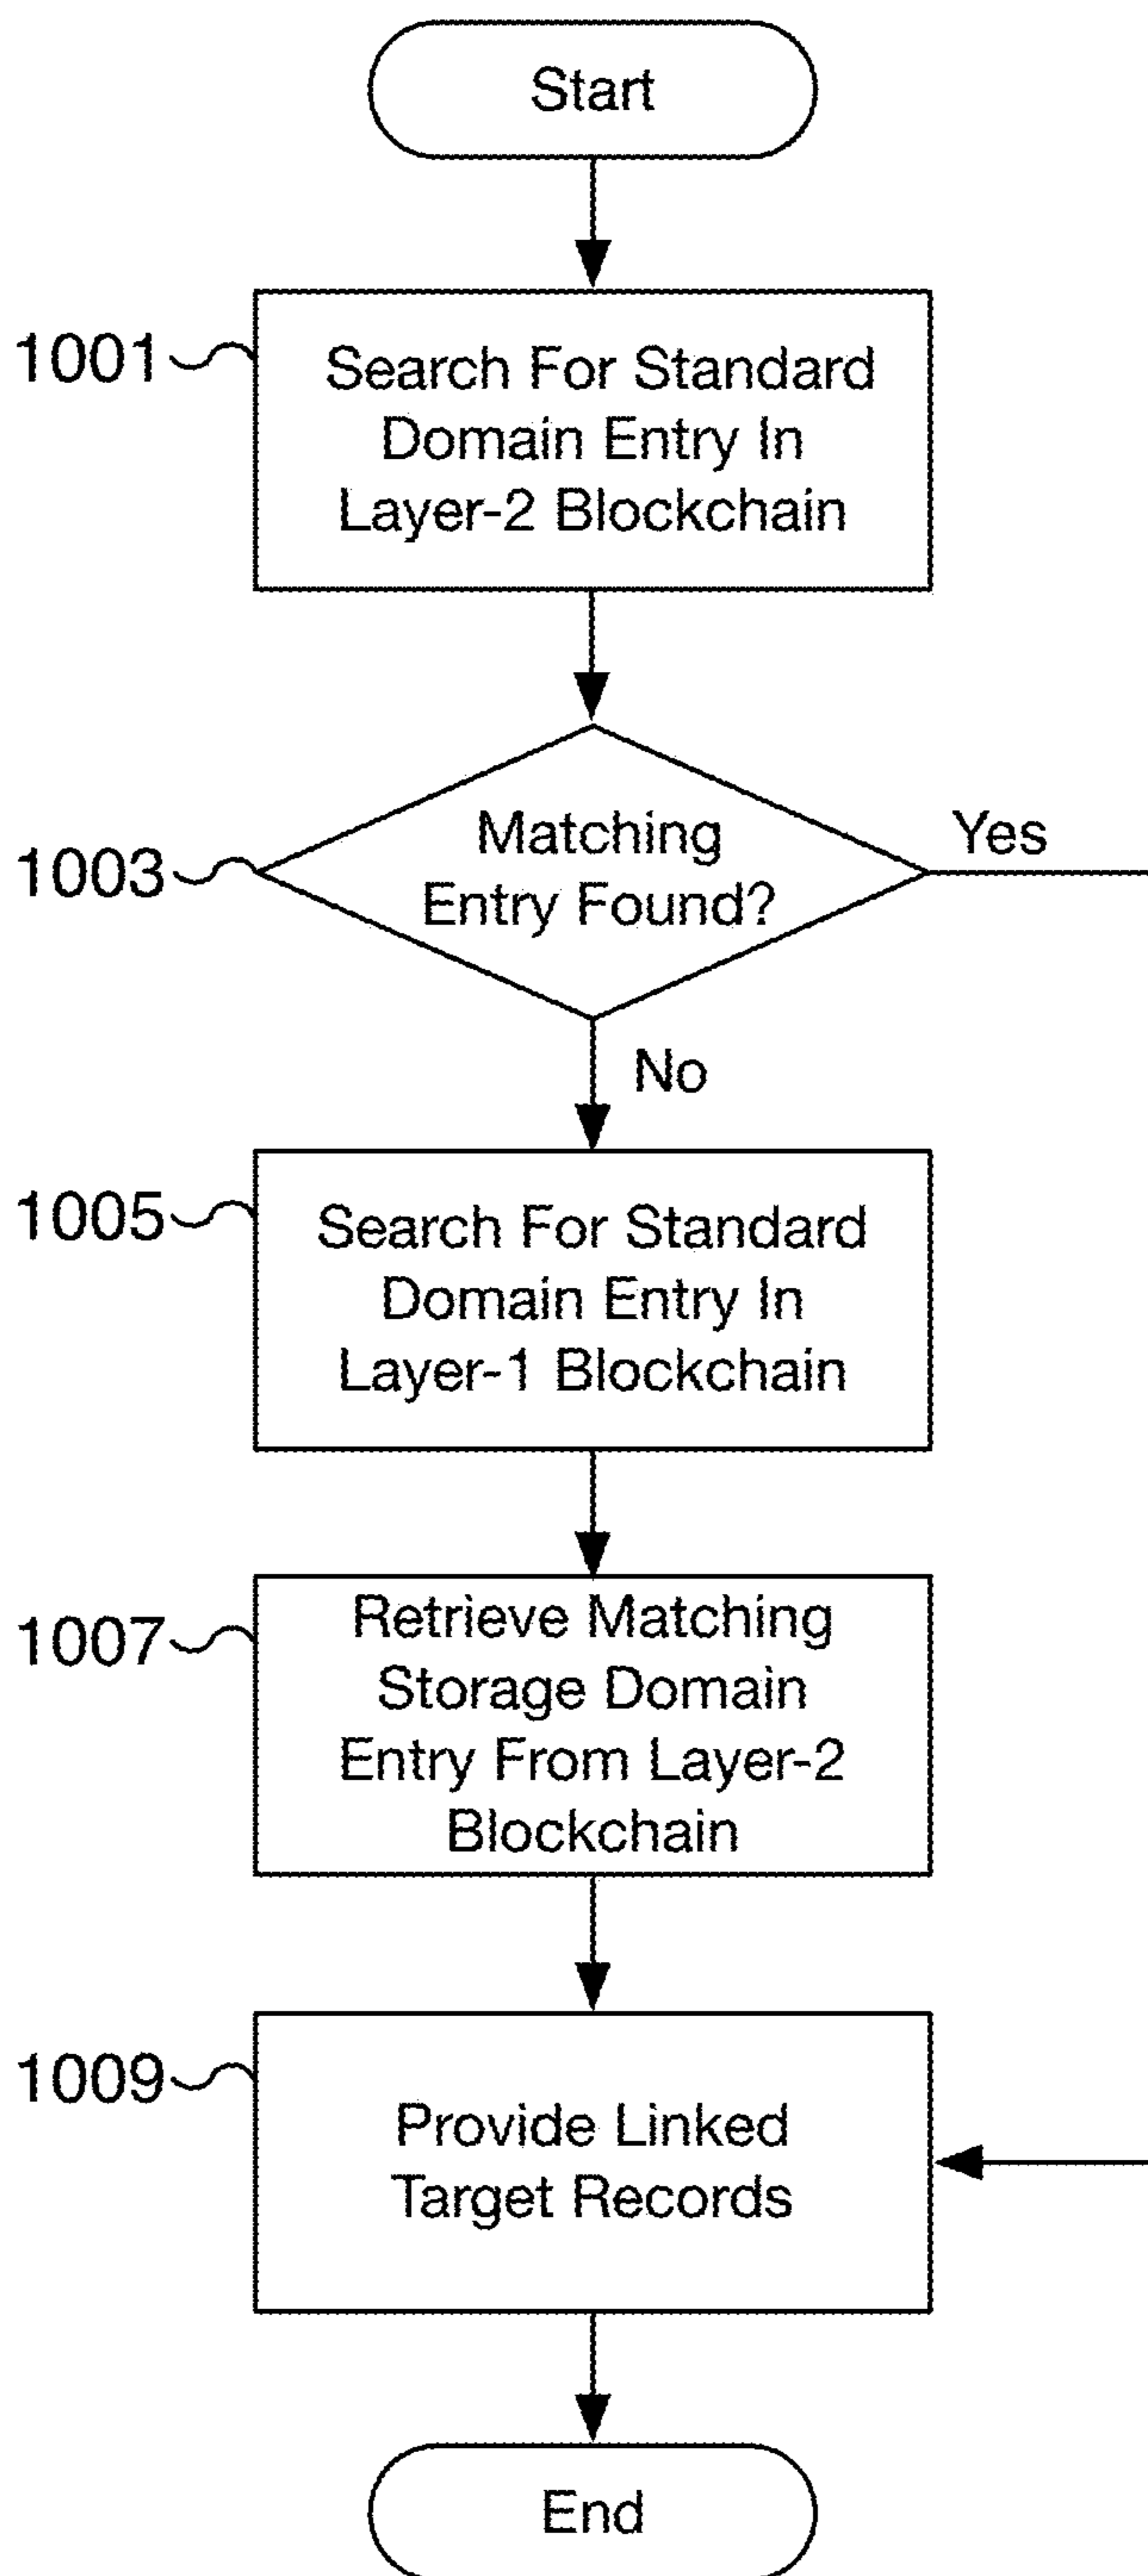 Start
1001
Search For Standard
Domain Entry In
Layer-2 Blockchain
1003
Matching
Entry Found?
Yes
No
1005
Search For Standard
Domain Entry In
Layer-1 Blockchain
1007
Retrieve Matching
Storage Domain
Entry From Layer-2
Blockchain
1009
Provide Linked
Target Records
End